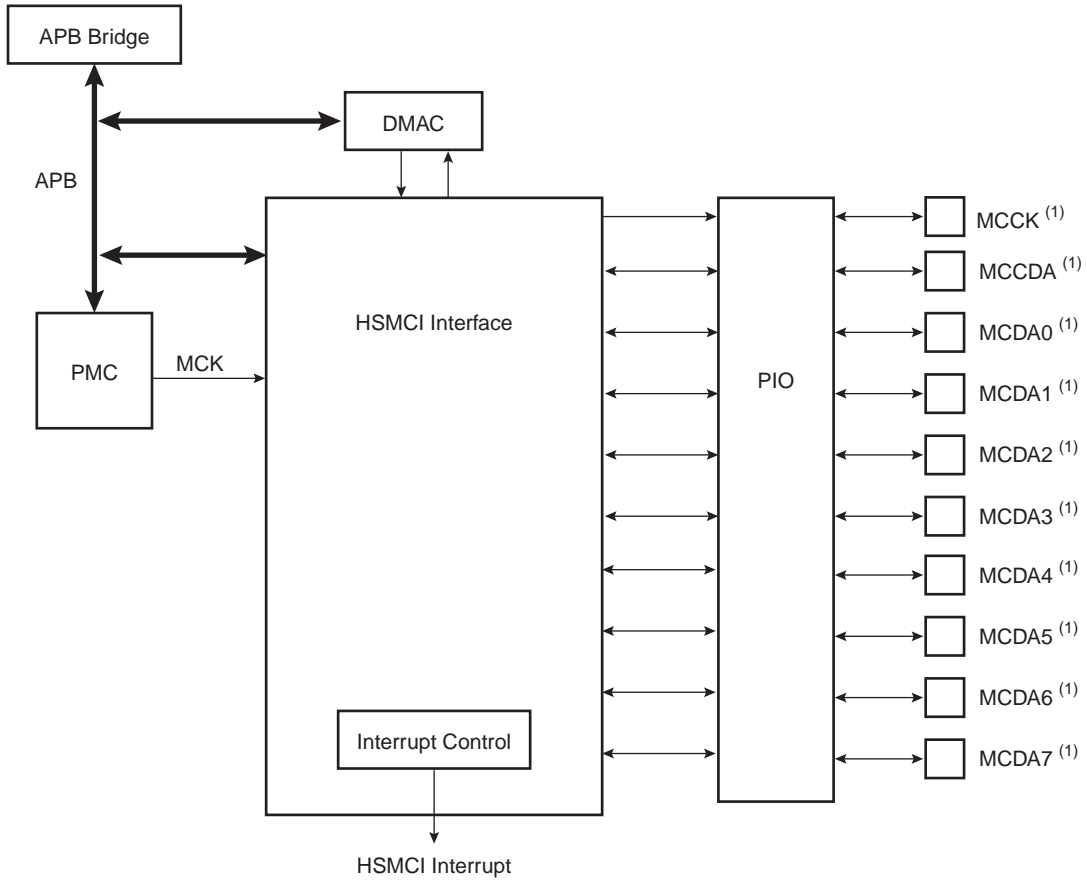 APB Bridge
DMAC
APB
MCCK (1)
MCCDA (1)
HSMCI Interface
MCDA0 (1)
PMC
MCK
PIO
MCDA1 (1)
MCDA2 (1)
MCDA3 (1)
MCDA4 (1)
MCDA5 (1)
MCDA6 (1)
Interrupt Control
MCDA7 (1)
HSMCI Interrupt